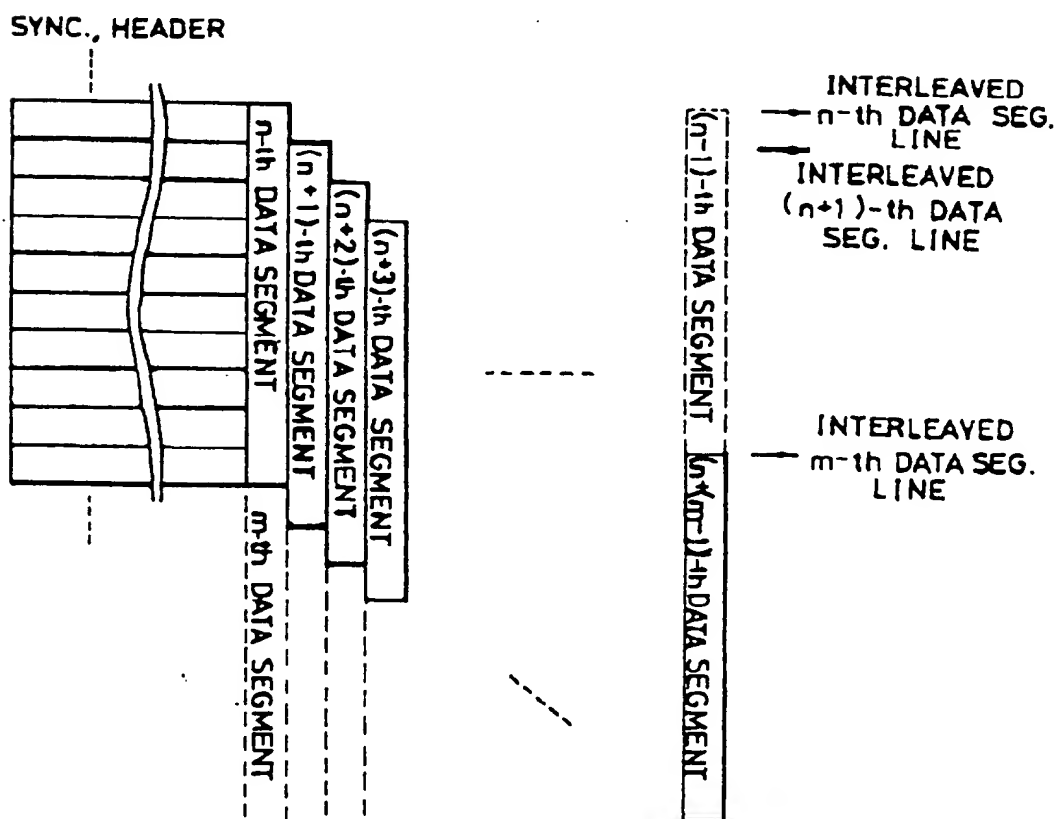 SYNC., HEADER
n-th DATA SEGMENT
(n+1)-th DATA SEGMENT
(n+2)-th DATA SEGMENT
(n+3)-th DATA SEGMENT
m-th DATA SEGMENT
(n-1)-th DATA SEGMENT
(n+(m-1)-th DATA SEGMENT
INTERLEAVED
n-th DATA SEG.
LINE
INTERLEAVED
(n+1)-th DATA
SEG. LINE
INTERLEAVED
m-th DATA SEG.
LINE